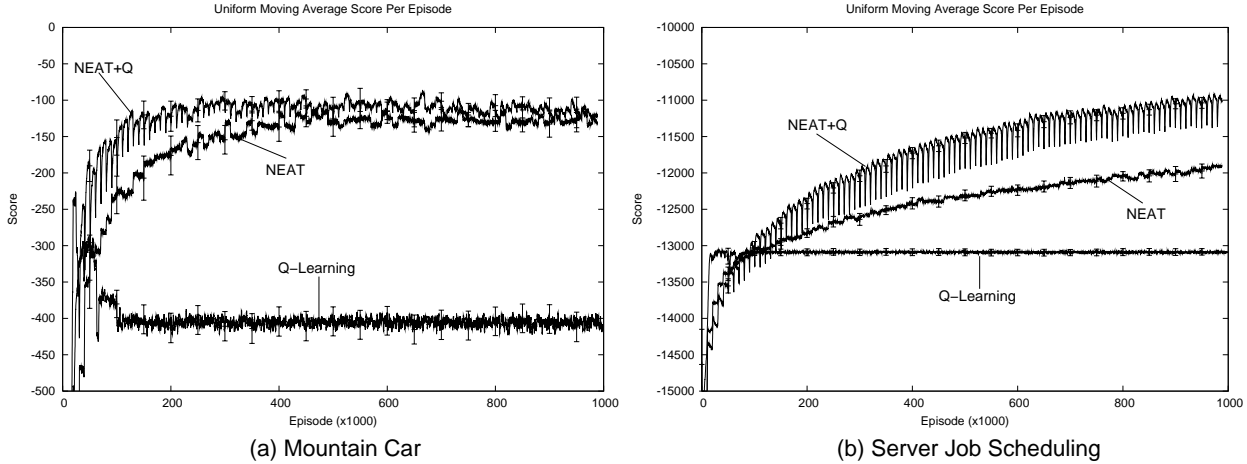 Uniform Moving Average Score Per Episode
0
-50
-100
-150
-200
-250
-300
-350
-400
-450
-500
Score
NEAT+Q
NEAT
Q-Learning
0 200 400 600 800 1000
Episode (x1000)
(a) Mountain Car
Uniform Moving Average Score Per Episode
-10000
-10500
-11000
-11500
-12000
-12500
-13000
-13500
-14000
-14500
-15000
Score
NEAT+Q
NEAT
Q-Learning
0 200 400 600 800 1000
Episode (x1000)
(b) Server Job Scheduling